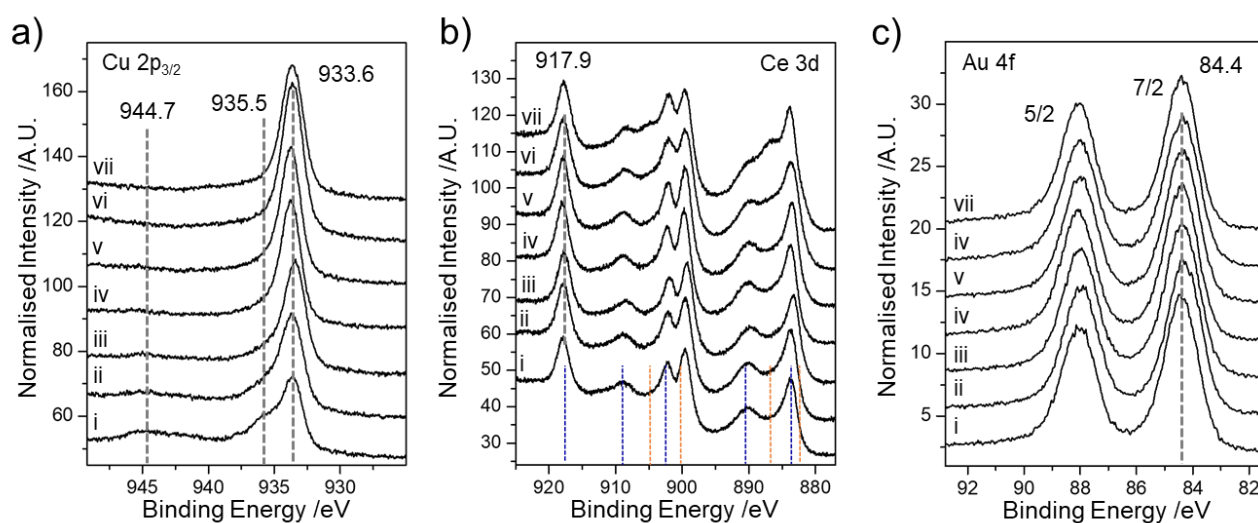 a)
Cu 2p3/2
933.6
944.7
935.5
vii
vi
v
iv
iii
ii
i
160
140
120
100
80
60
945
940
935
930
Normalised Intensity /A.U.
Binding Energy /eV
b)
917.9
Ce 3d
vii
vi
v
iv
iii
ii
i
130
120
110
100
90
80
70
60
50
40
30
920
910
900
890
880
Normalised Intensity /A.U.
Binding Energy /eV
c)
Au 4f
7/2
84.4
5/2
vii
iv
v
iv
iii
ii
i
30
25
20
15
10
5
92
90
88
86
84
82
Normalised Intensity /A.U.
Binding Energy /eV